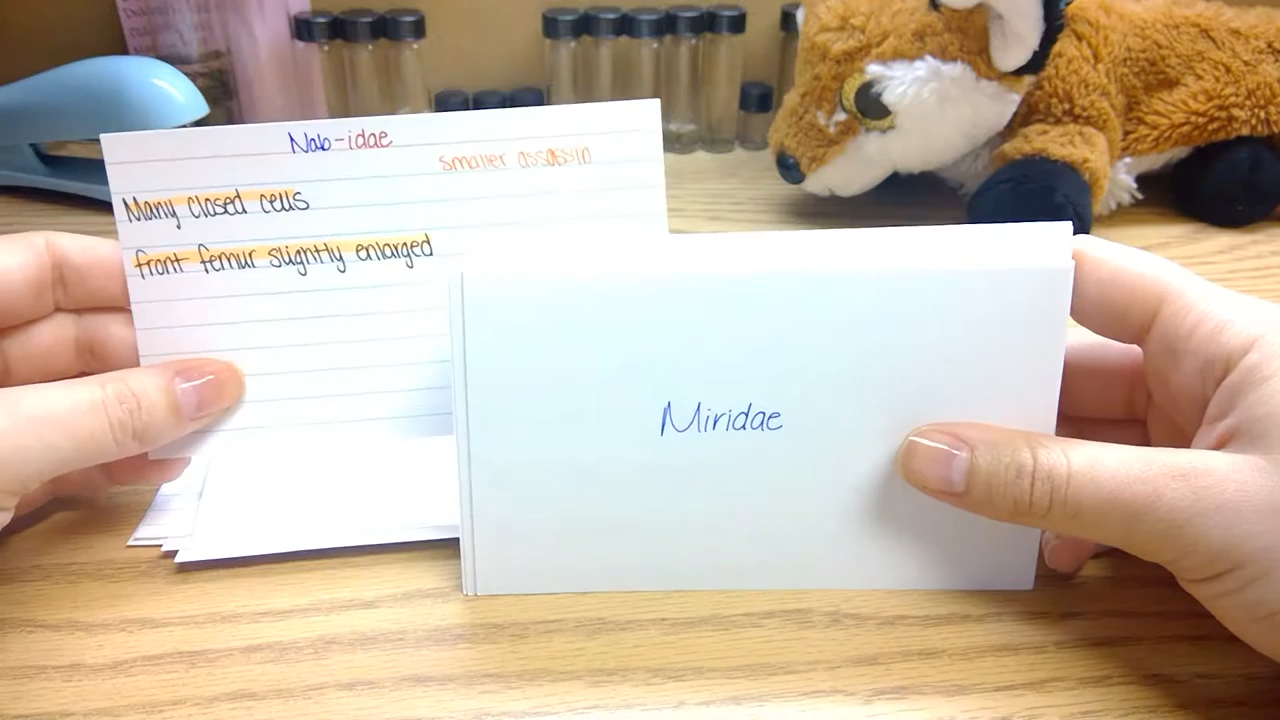 Nab-idae
smaller assassin
Many closed cells
front femur slightly enlarged
Miridae